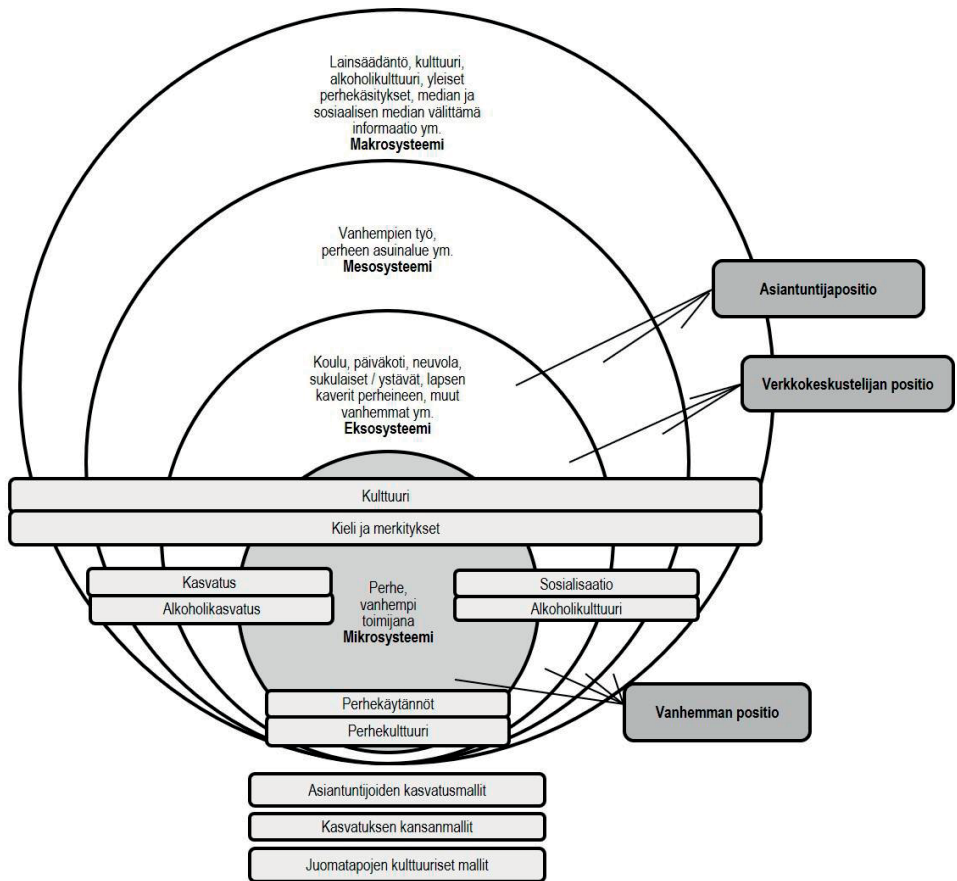 Lainsäädäntö, kulttuuri,
alkoholikulttuuri, yleiset
perhekäsitykset, median ja
sosiaalisen median välittämä
informaatio ym.
Makrosysteemi
Vanhempien työ,
perheen asuinalue ym.
Mesosysteemi
Asiantuntijapositio
Koulu, päiväkoti, neuvola,
sukulaiset / ystävät, lapsen
kaverit perheineen, muut
vanhemmat ym.
Eksosysteemi
Verkkokeskustelijan positio
Kulttuuri
Kieli ja merkitykset
Kasvatus
Alkoholikasvatus
Perhe,
vanhempi
toimijana
Mikrosysteemi
Sosialisaatio
Alkoholikulttuuri
Perhekäytännöt
Perhekulttuuri
Vanhemman positio
Asiantuntijoiden kasvatusmallit
Kasvatuksen kansanmallit
Juomatapojen kulttuuriset mallit